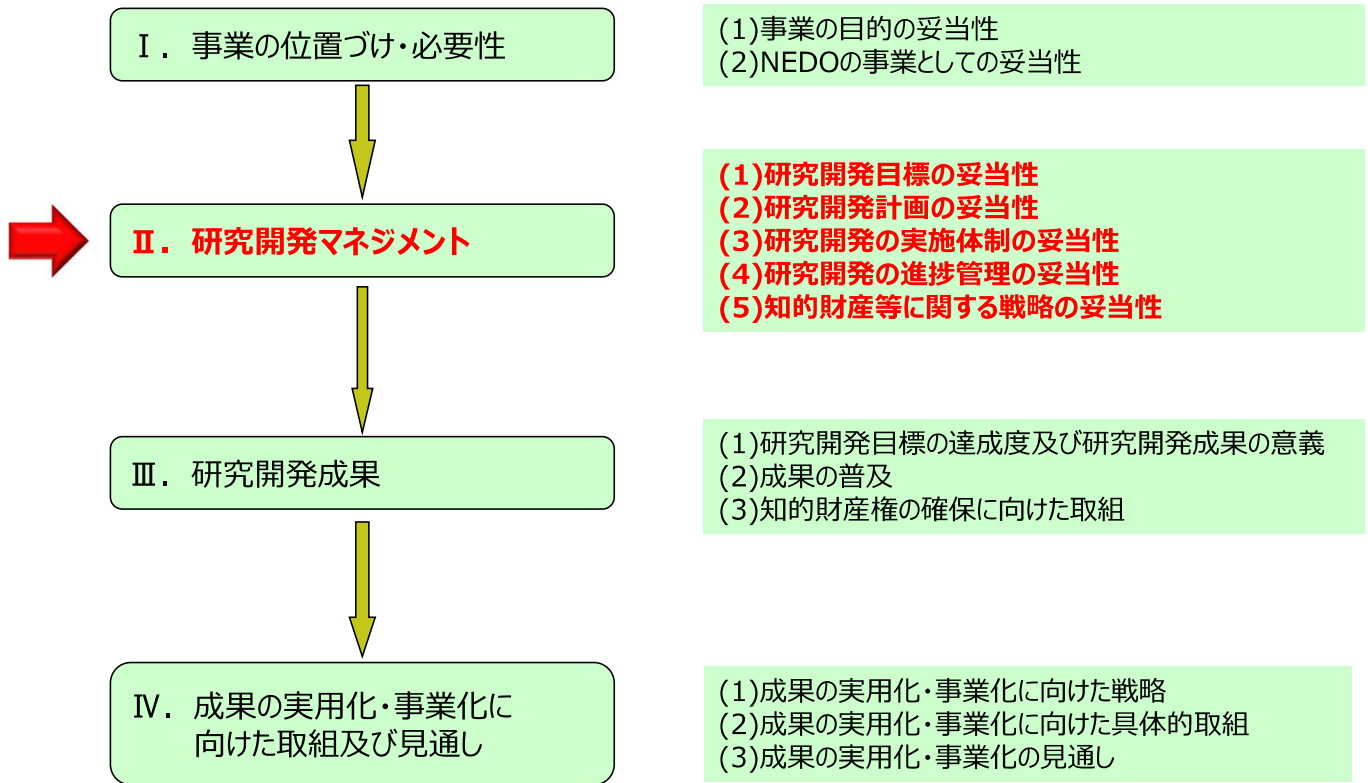 Ⅰ. 事業の位置づけ・必要性
(1)事業の目的の妥当性
(2)NEDOの事業としての妥当性
Ⅱ. 研究開発マネジメント
(1)研究開発目標の妥当性
(2)研究開発計画の妥当性
(3)研究開発の実施体制の妥当性
(4)研究開発の進捗管理の妥当性
(5)知的財産等に関する戦略の妥当性
Ⅲ. 研究開発成果
(1)研究開発目標の達成度及び研究開発成果の意義
(2)成果の普及
(3)知的財産権の確保に向けた取組
Ⅳ. 成果の実用化・事業化に
向けた取組及び見通し
(1)成果の実用化・事業化に向けた戦略
(2)成果の実用化・事業化に向けた具体的取組
(3)成果の実用化・事業化の見通し